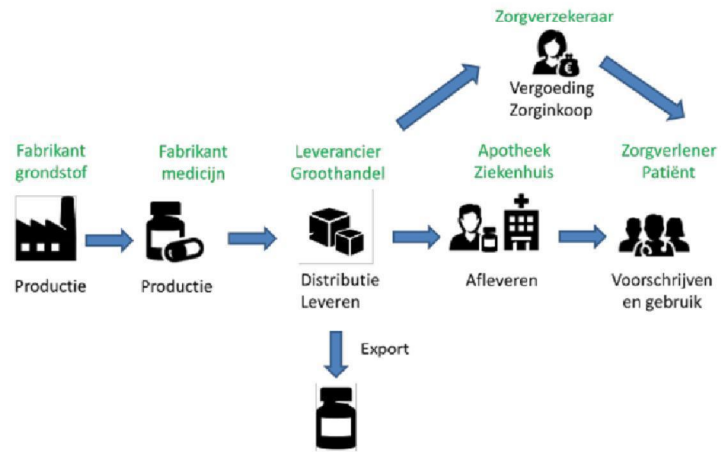 Zorgverzekeraar
€
Vergoeding
Zorginkoop
Fabrikant
grondstof
Fabrikant
medicijn
Leverancier
Groothandel
Apotheek
Ziekenhuis
Zorgverlener
Patiënt
Productie
Productie
Distributie
Leveren
Afleveren
Voorschrijven
en gebruik
Export